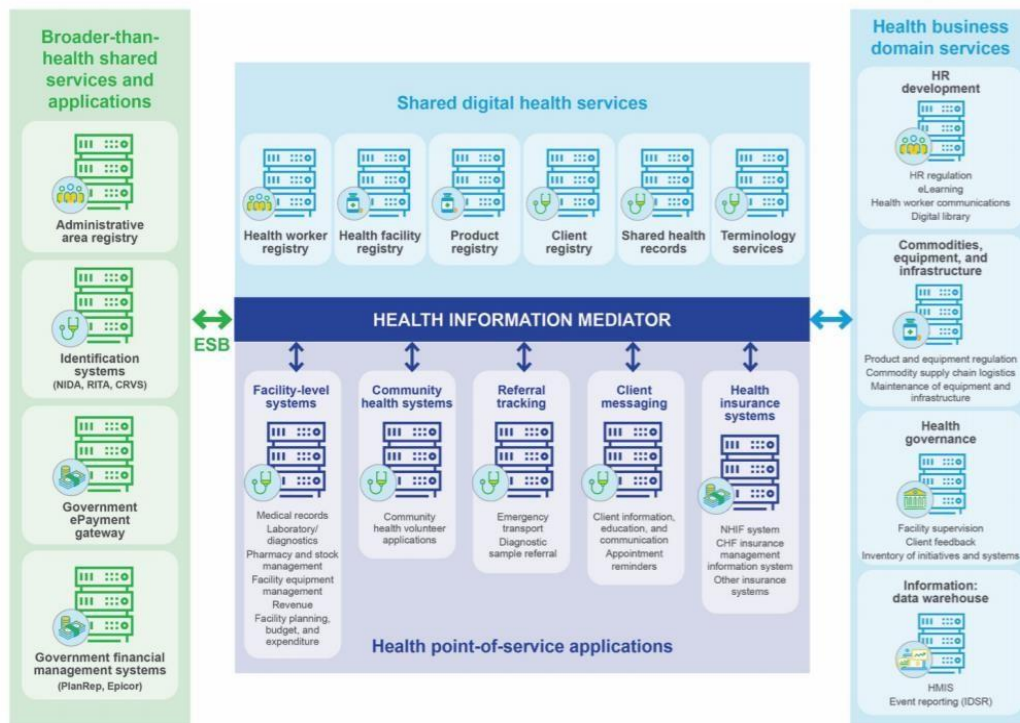 Broader-than-
health shared
services and
applications
Administrative
area registry
Identification
systems
(NIDA, RITA, CRVS)
Government
ePayment
gateway
Government financial
management systems
(PlanRep, Epicor)
ESB
Shared digital health services
Health worker
registry
Health facility
registry
Product
registry
Client
registry
Shared health
records
Terminology
services
HEALTH INFORMATION MEDIATOR
Facility-level
systems
Medical records
Laboratory/
diagnostics
Pharmacy and stock
management
Facility equipment
management
Revenue
Facility planning,
budget, and
expenditure
Community
health systems
Community
health volunteer
applications
Referral
tracking
Emergency
transport
Diagnostic
sample referral
Client
messaging
Client information,
education, and
communication
Appointment
reminders
Health
insurance
systems
NHIF system
CHF insurance
management
information system
Other insurance
systems
Health point-of-service applications
Health business
domain services
HR
development
HR regulation
eLearning
Health worker communications
Digital library
Commodities,
equipment, and
infrastructure
Product and equipment regulation
Commodity supply chain logistics
Maintenance of equipment and
infrastructure
Health
governance
Facility supervision
Client feedback
Inventory of initiatives and systems
Information:
data warehouse
HMIS
Event reporting (IDSR)